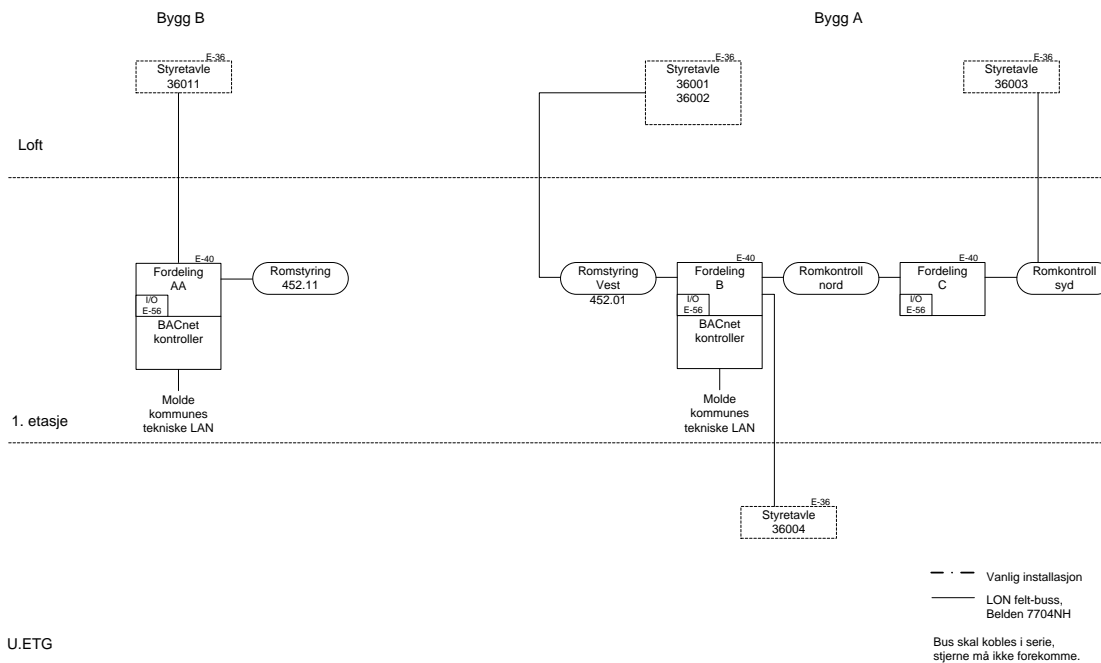 Bygg B
Bygg A
E-36
Styretavle
36011
E-36
Styretavle
36001
36002
E-36
Styretavle
36003
Loft
E-40
Fordeling
AA
I/O
E-56
BACnet
kontroller
Romstyring
452.11
Molde
kommunes
tekniske LAN
Romstyring
Vest
452.01
E-40
Fordeling
B
I/O
E-56
BACnet
kontroller
Romkontroll
nord
E-40
Fordeling
C
I/O
E-56
Romkontroll
syd
Molde
kommunes
tekniske LAN
1. etasje
E-36
Styretavle
36004
Vanlig installasjon
LON felt-buss,
Belden 7704NH
Bus skal kobles i serie,
stjerne må ikke forekomme.
U.ETG